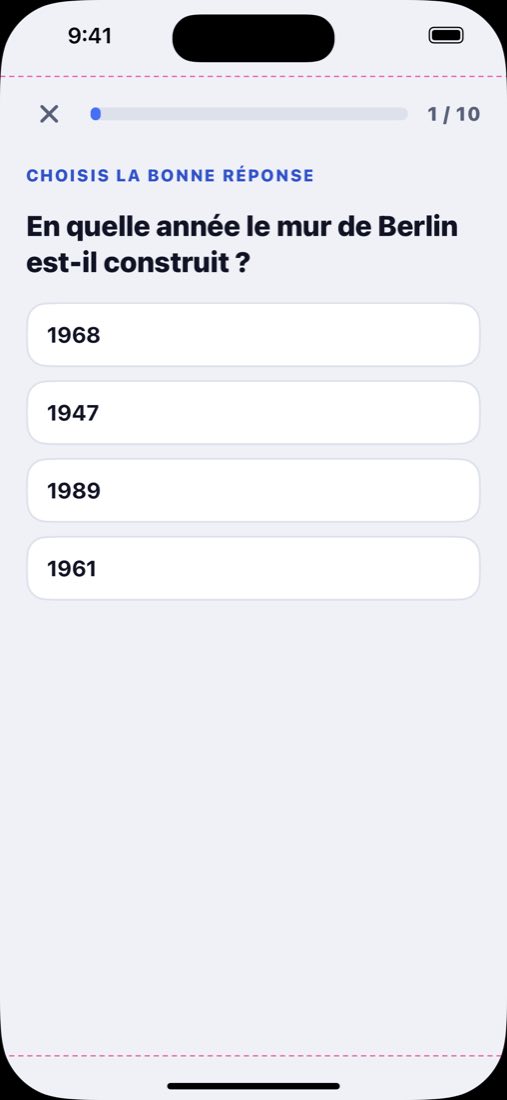 9:41
1 / 10
CHOISIS LA BONNE RÉPONSE
En quelle année le mur de Berlin
est-il construit ?
1968
1947
1989
1961